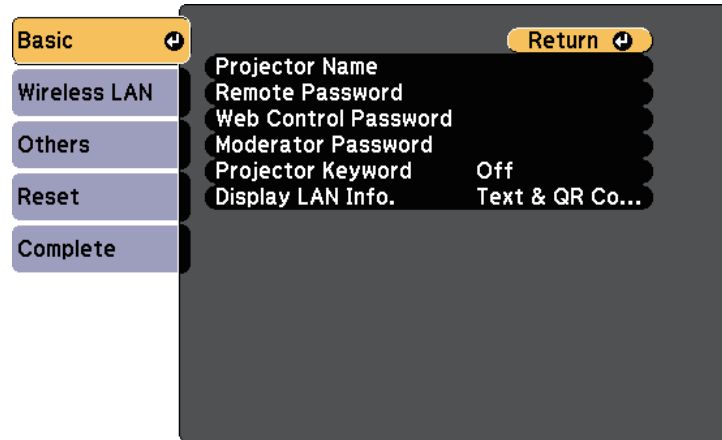 Basic
Wireless LAN
Others
Reset
Complete
Return
Projector Name
Remote Password
Web Control Password
Moderator Password
Projector Keyword Off
Display LAN Info. Text & QR Co...